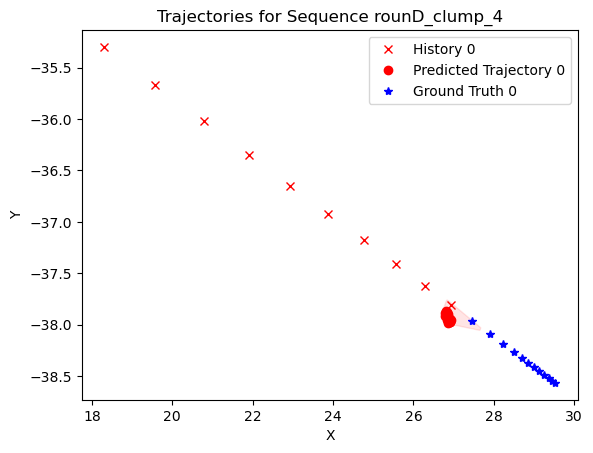 Trajectories for Sequence rounD_clump_4
History 0
Predicted Trajectory 0
Ground Truth 0
−35.5
−36.0
−36.5
−37.0
−37.5
−38.0
−38.5
Y
18 20 22 24 26 28 30
X